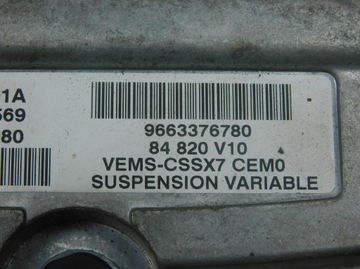 1A
569
80
9663376780
84 820 V10
VEMS-CSSX7 CEM0
SUSPENSION VARIABLE